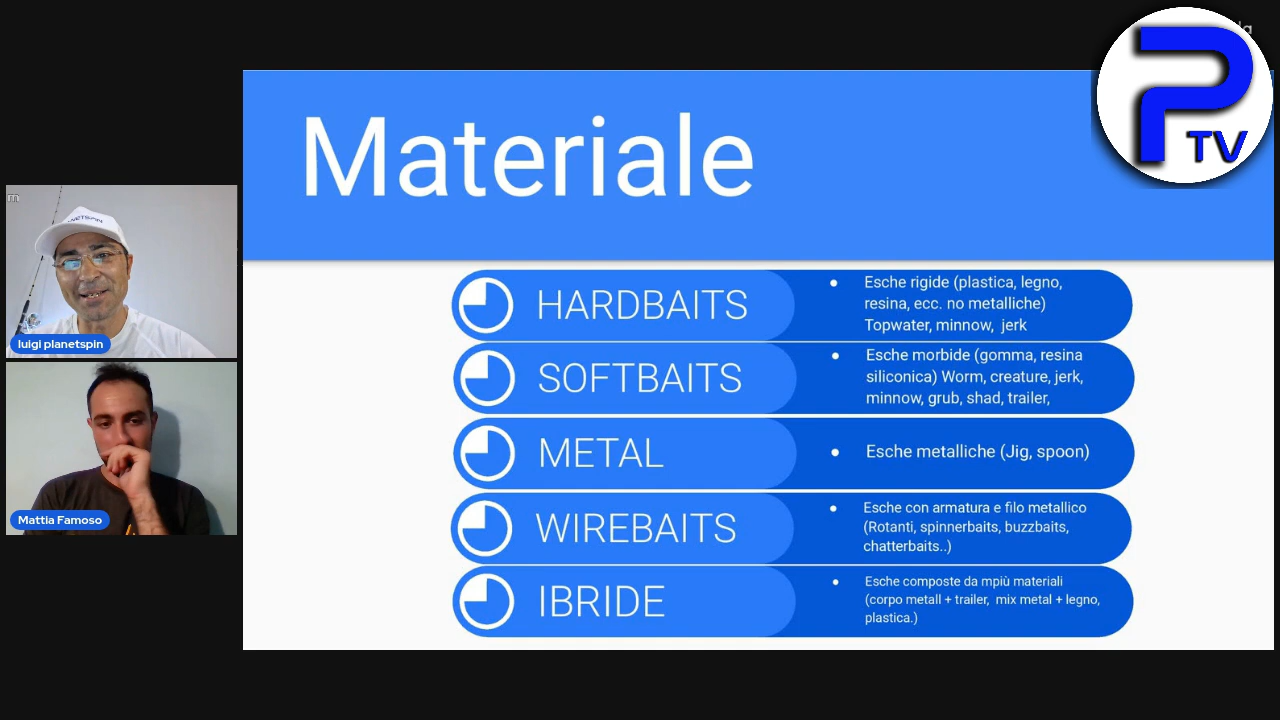 Materiale
P
TV
HARDBAITS
Esche rigide (plastica, legno,
resina, ecc. no metalliche)
Topwater, minnow, jerk
SOFTBAITS
Esche morbide (gomma, resina
siliconica) Worm, creature, jerk,
minnow, grub, shad, trailer,
METAL
Esche metalliche (Jig, spoon)
WIREBAITS
Esche con armatura e filo metallico
(Rotanti, spinnerbaits, buzzbaits,
chatterbaits..)
IBRIDE
Esche composte da mpiù materiali
(corpo metall + trailer, mix metal + legno,
plastica.)
luigi planetspin
Mattia Famoso